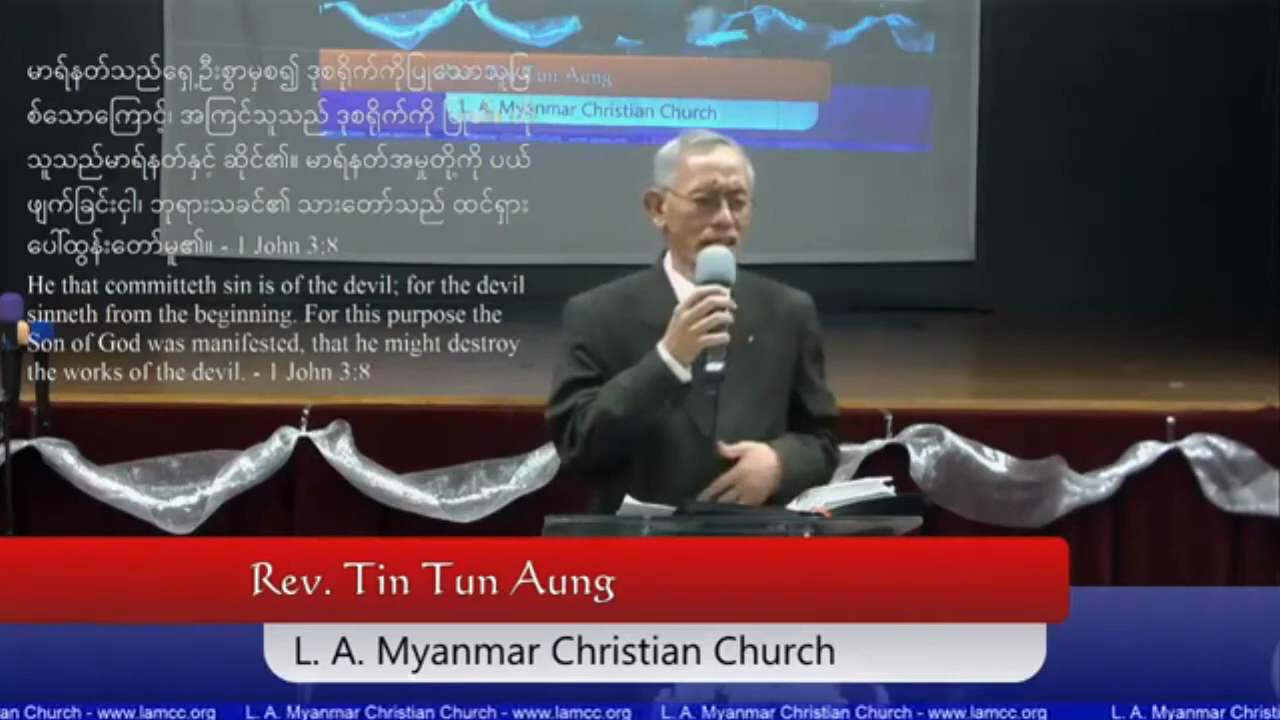 မာရ်နတ်သည်ရှေ့ဦးစွာမှစ၍ ဒုစရိုက်ကိုပြုသောသူဖြ
စ်သောကြောင့်၊ အကြင်သူသည် ဒုစရိုက်ကို
သူသည်မာရ်နတ်နှင့် ဆိုင်၏။ မာရ်နတ်အမှုတို့ကို ပယ်
ဖျက်ခြင်းငှါ၊ ဘုရားသခင်၏ သားတော်သည် ထင်ရှား
ပေါ်ထွန်းတော်မူ၏။ - 1 John 3:8
He that committeth sin is of the devil; for the devil
sinneth from the beginning. For this purpose the
Son of God was manifested, that he might destroy
the works of the devil. - 1 John 3:8
Tun Aung
L. A. Myanmar Christian Church
Rev. Tin Tun Aung
L. A. Myanmar Christian Church
an Church - www.lamcc.org L. A. Myanmar Christian Church - www.lamcc.org L. A. Myanmar Christian Church - www.lamcc.org L. A. Myanmar Christ